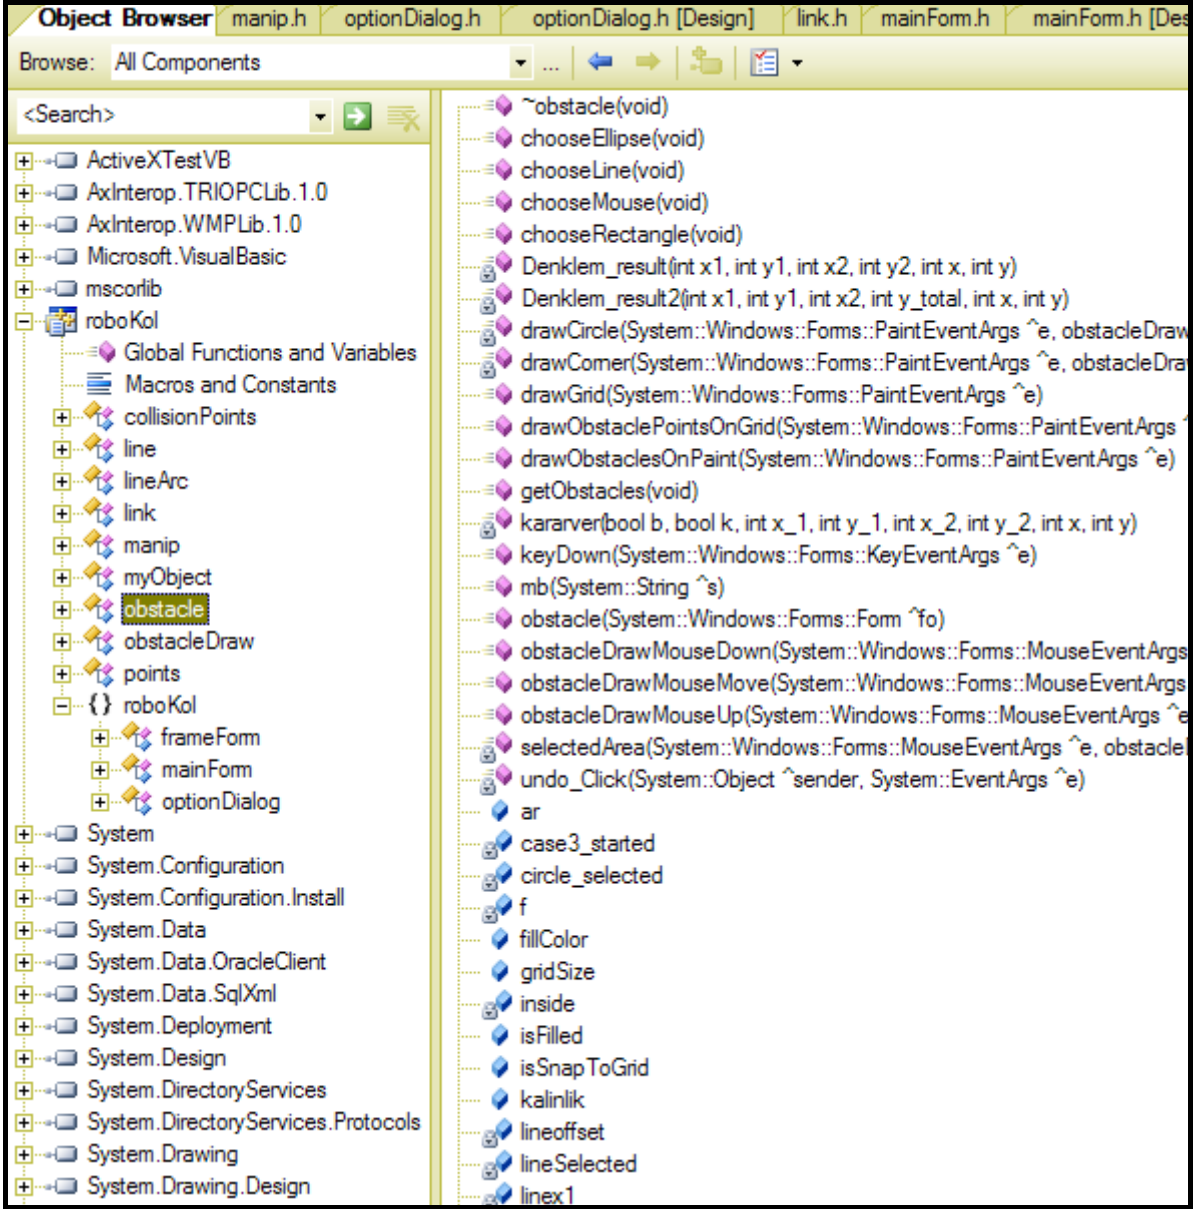 Object Browser manip.h optionDialog.h optionDialog.h [Design] link.h mainForm.h mainForm.h [Des
Browse: All Components ...
<Search>
ActiveXTestVB
AxInterop.TRIOPCLib.1.0
AxInterop.WMPLib.1.0
Microsoft.VisualBasic
mscorlib
roboKol
Global Functions and Variables
Macros and Constants
collisionPoints
line
lineArc
link
manip
myObject
obstacle
obstacleDraw
points
{} roboKol
frameForm
mainForm
optionDialog
System
System.Configuration
System.Configuration.Install
System.Data
System.Data.OracleClient
System.Data.SqlXml
System.Deployment
System.Design
System.DirectoryServices
System.DirectoryServices.Protocols
System.Drawing
System.Drawing.Design
~obstacle(void)
chooseEllipse(void)
chooseLine(void)
chooseMouse(void)
chooseRectangle(void)
Denklem_result(int x1, int y1, int x2, int y2, int x, int y)
Denklem_result2(int x1, int y1, int x2, int y_total, int x, int y)
drawCircle(System::Windows::Forms::PaintEventArgs ^e, obstacleDraw
drawCorner(System::Windows::Forms::PaintEventArgs ^e, obstacleDra
drawGrid(System::Windows::Forms::PaintEventArgs ^e)
drawObstaclePointsOnGrid(System::Windows::Forms::PaintEventArgs ^
drawObstaclesOnPaint(System::Windows::Forms::PaintEventArgs ^e)
getObstacles(void)
kararver(bool b, bool k, int x_1, int y_1, int x_2, int y_2, int x, int y)
keyDown(System::Windows::Forms::KeyEventArgs ^e)
mb(System::String ^s)
obstacle(System::Windows::Forms::Form ^fo)
obstacleDrawMouseDown(System::Windows::Forms::MouseEventArgs
obstacleDrawMouseMove(System::Windows::Forms::MouseEventArgs
obstacleDrawMouseUp(System::Windows::Forms::MouseEventArgs ^e
selectedArea(System::Windows::Forms::MouseEventArgs ^e, obstacle
undo_Click(System::Object ^sender, System::EventArgs ^e)
ar
case3_started
circle_selected
f
fillColor
gridSize
inside
isFilled
isSnapToGrid
kalinlik
lineoffset
lineSelected
linex1